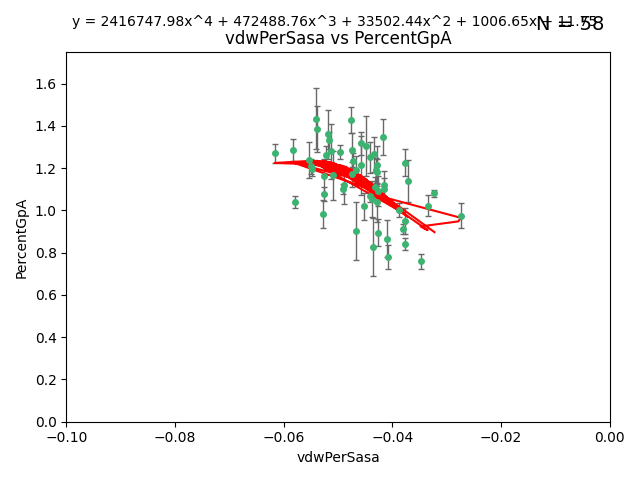 y = 2416747.98x^4 + 472488.76x^3 + 33502.44x^2 + 1006.65x + 11.75
N = 58
vdwPerSasa vs PercentGpA
PercentGpA
1.6
1.4
1.2
1.0
0.8
0.6
0.4
0.2
0.0
−0.10 −0.08 −0.06 −0.04 −0.02 0.00
vdwPerSasa